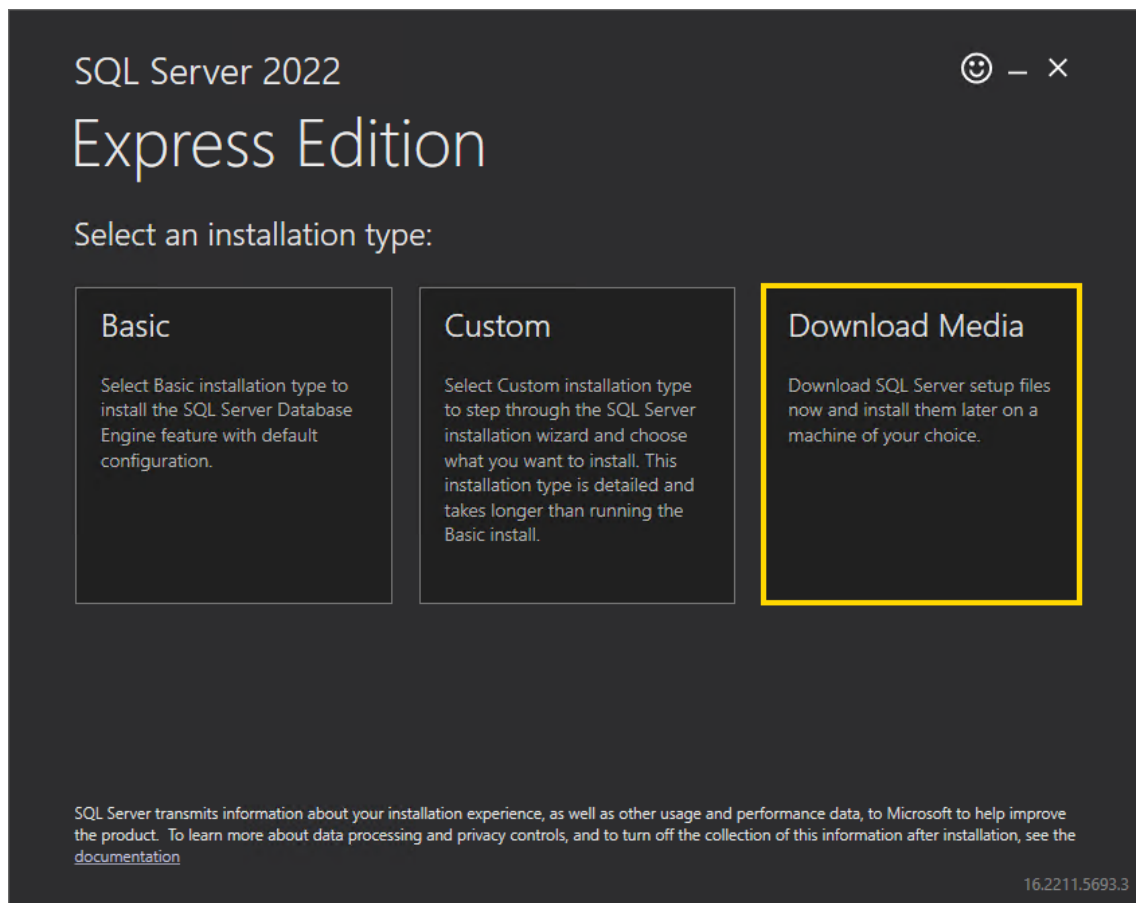 SQL Server 2022
Express Edition
Select an installation type:
Basic
Select Basic installation type to
install the SQL Server Database
Engine feature with default
configuration.
Custom
Select Custom installation type
to step through the SQL Server
installation wizard and choose
what you want to install. This
installation type is detailed and
takes longer than running the
Basic install.
Download Media
Download SQL Server setup files
now and install them later on a
machine of your choice.
SQL Server transmits information about your installation experience, as well as other usage and performance data, to Microsoft to help improve
the product.  To learn more about data processing and privacy controls, and to turn off the collection of this information after installation, see the
documentation
16.2211.5693.3